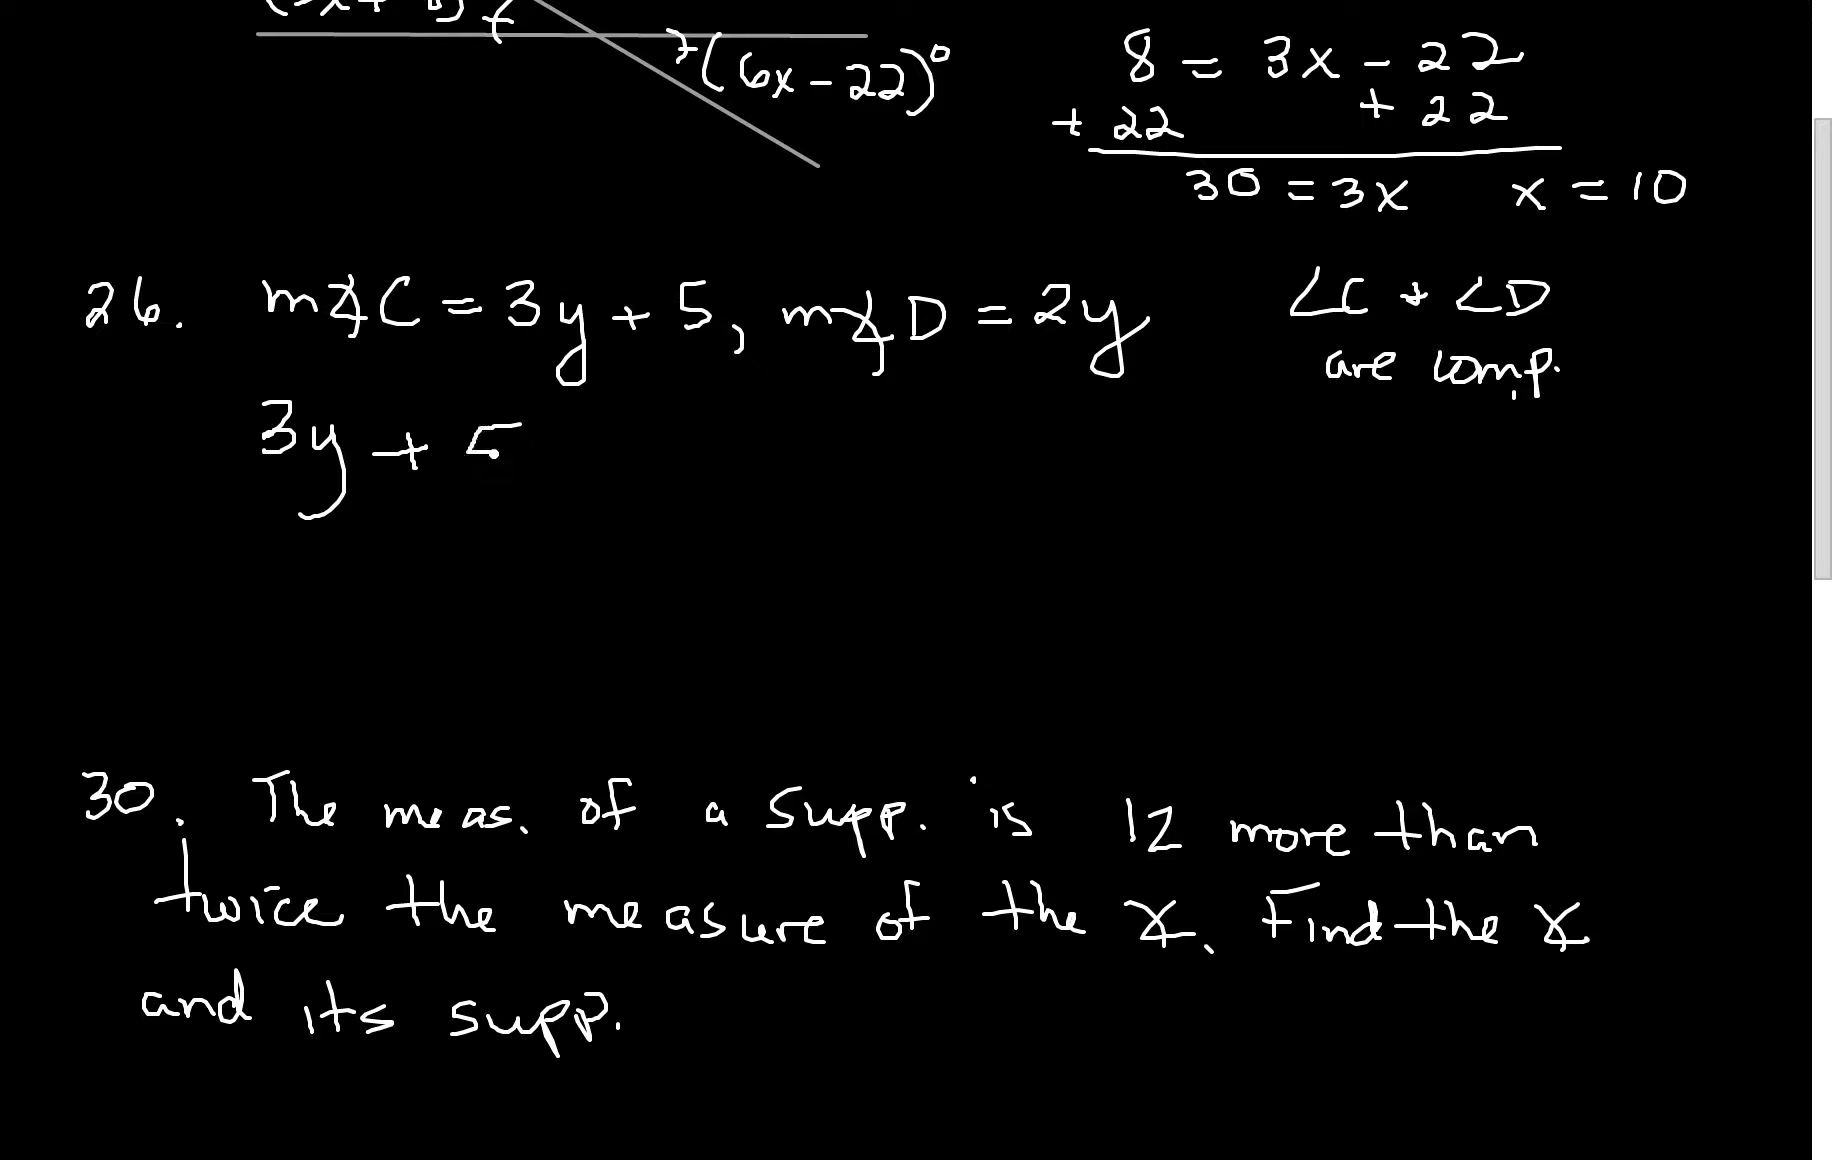 7(6x-22)°
8 = 3x - 22
+ 22 + 22
30 = 3x x = 10
26. m∡C = 3y + 5, m∡D = 2y
∠C + ∠D
are comp.
3y + 5
30. The meas. of a supp. is 12 more than
twice the measure of the ∡. Find the ∡
and its supp.